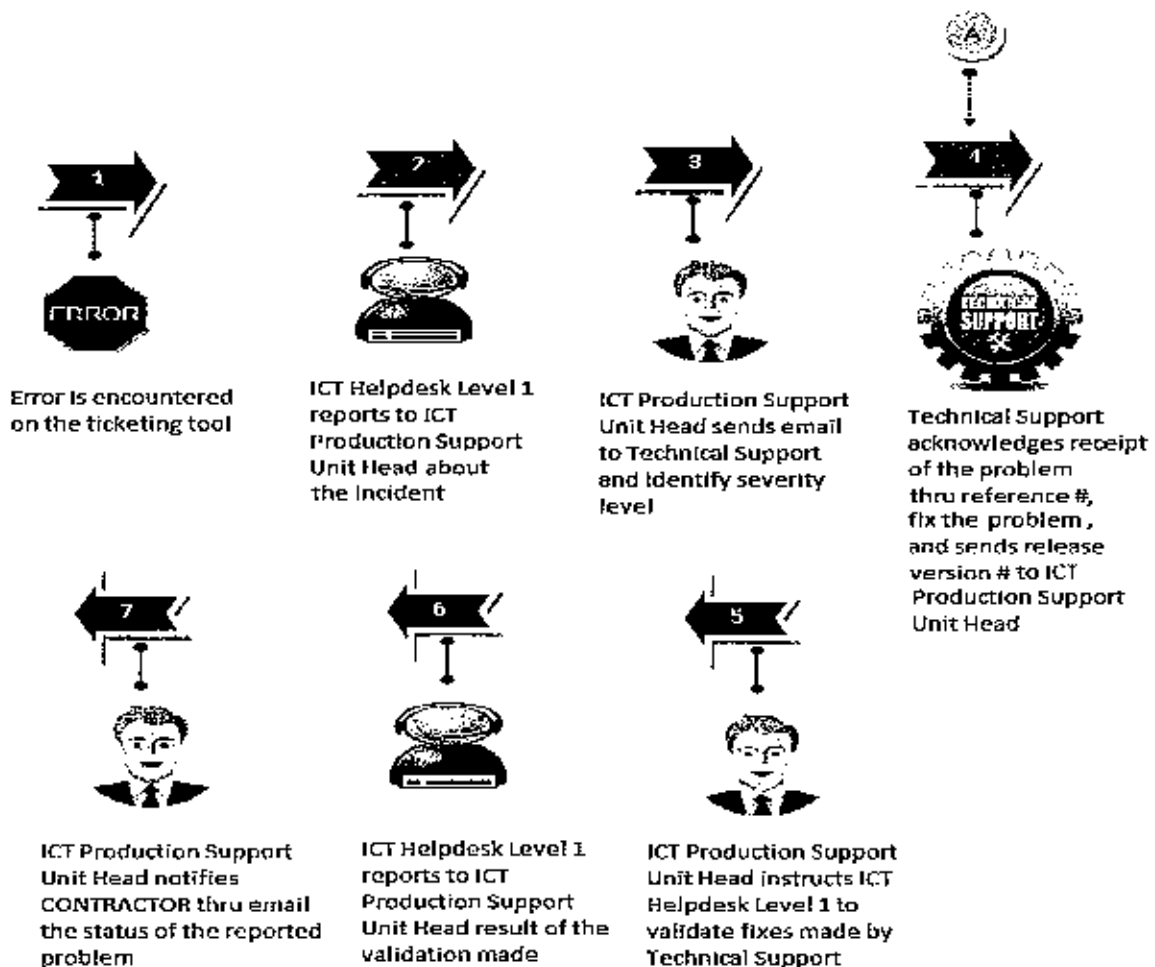 A
1
2
3
4
ERROR
TECHNICAL
SUPPORT
Error is encountered
on the ticketing tool
ICT Helpdesk Level 1
reports to ICT
Production Support
Unit Head about
the Incident
ICT Production Support
Unit Head sends email
to Technical Support
and identify severity
level
Technical Support
acknowledges receipt
of the problem
thru reference #,
fix the problem ,
and sends release
version # to ICT
Production Support
Unit Head
7
6
5
ICT Production Support
Unit Head notifies
CONTRACTOR thru email
the status of the reported
problem
ICT Helpdesk Level 1
reports to ICT
Production Support
Unit Head result of the
validation made
ICT Production Support
Unit Head instructs ICT
Helpdesk Level 1 to
validate fixes made by
Technical Support